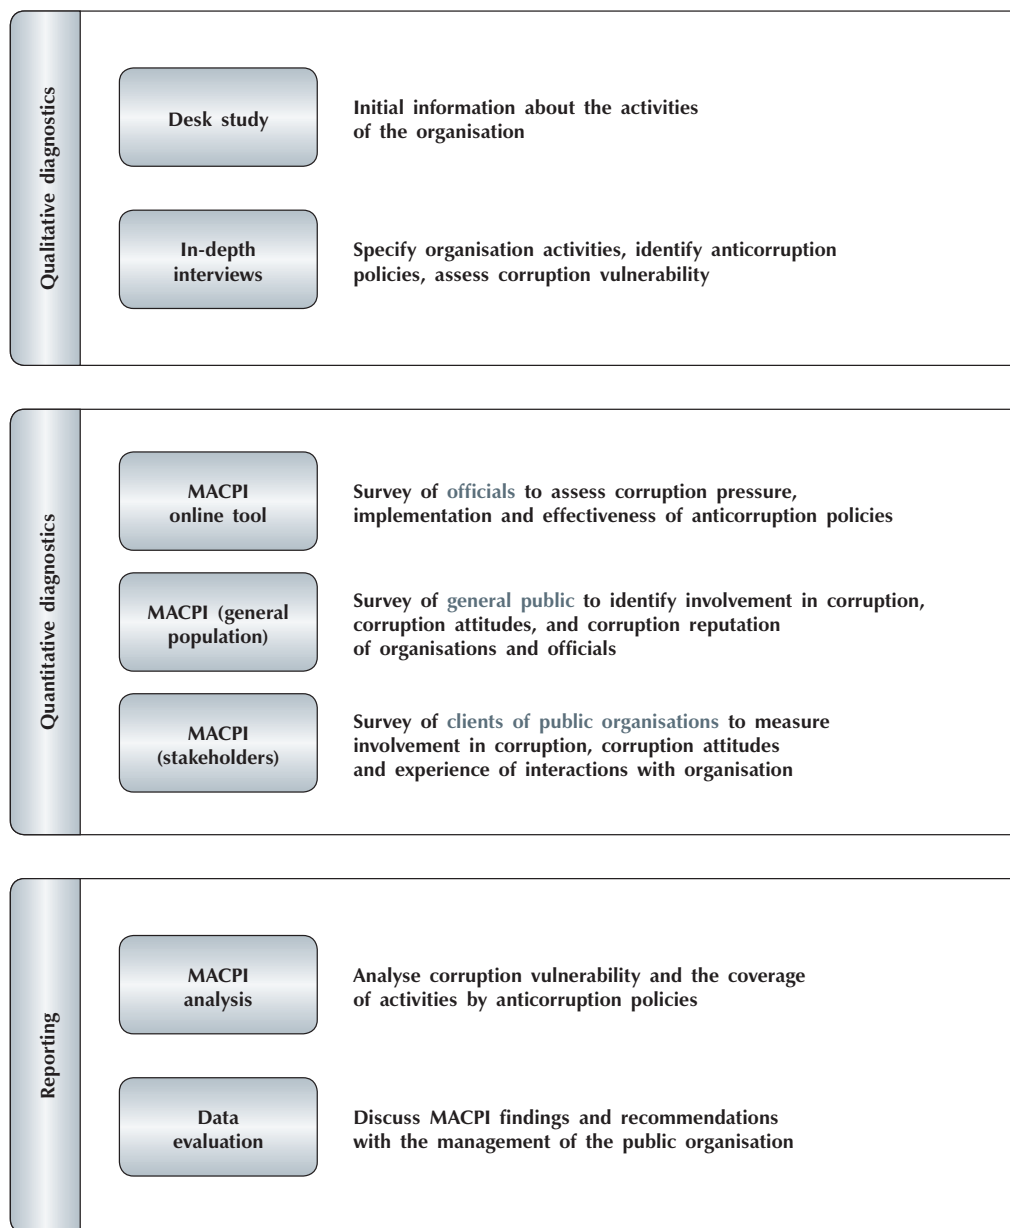 Qualitative diagnostics
Desk study
Initial information about the activities
of the organisation
In-depth
interviews
Specify organisation activities, identify anticorruption
policies, assess corruption vulnerability
Quantitative diagnostics
MACPI
online tool
Survey of officials to assess corruption pressure,
implementation and effectiveness of anticorruption policies
MACPI (general
population)
Survey of general public to identify involvement in corruption,
corruption attitudes, and corruption reputation
of organisations and officials
MACPI
(stakeholders)
Survey of clients of public organisations to measure
involvement in corruption, corruption attitudes
and experience of interactions with organisation
Reporting
MACPI
analysis
Analyse corruption vulnerability and the coverage
of activities by anticorruption policies
Data
evaluation
Discuss MACPI findings and recommendations
with the management of the public organisation